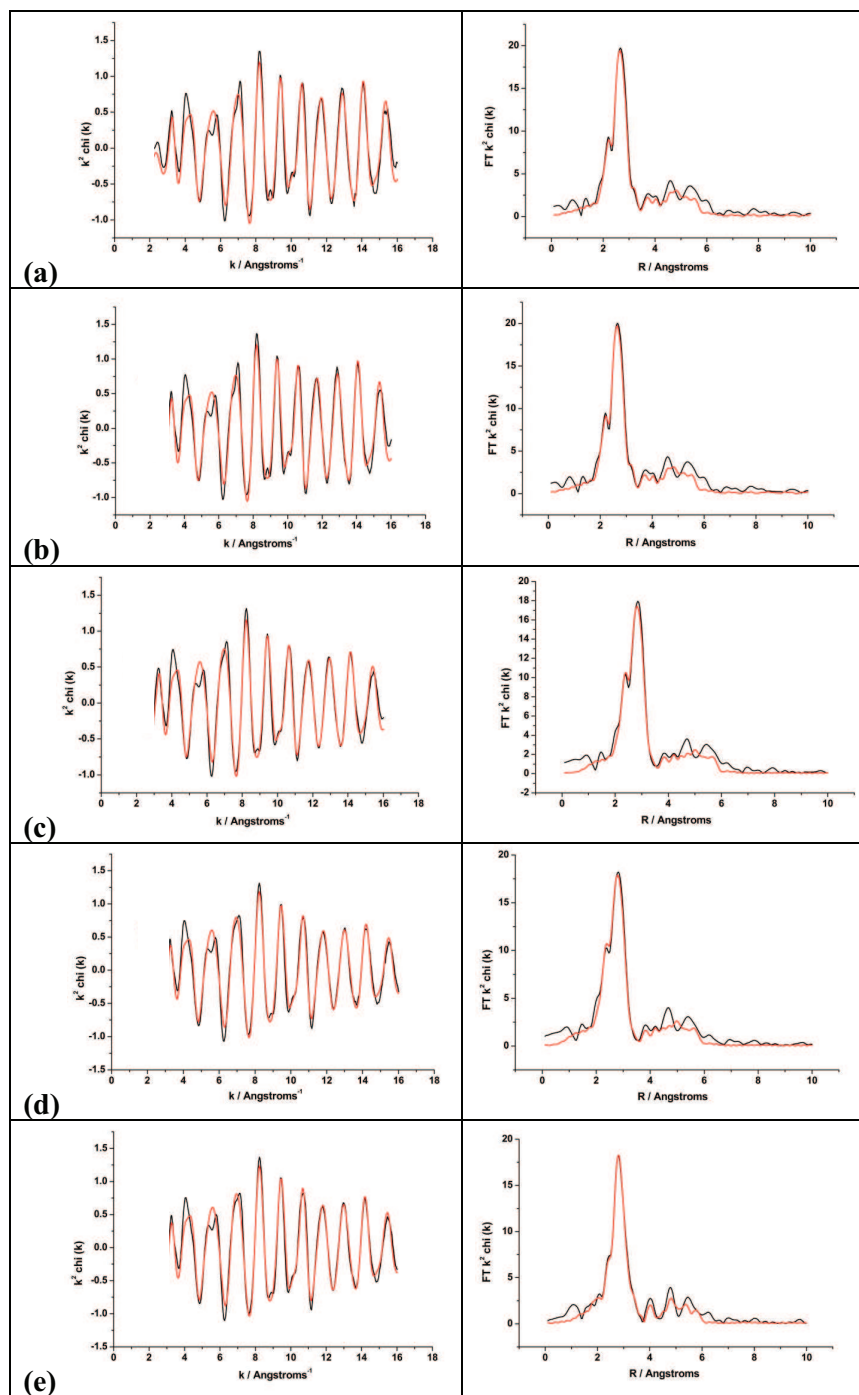 1.5
1.0
0.5
0.0
-0.5
-1.0
k² chi (k)
0 2 4 6 8 10 12 14 16 18
k / Angstroms⁻¹
20
15
10
5
0
FT k² chi (k)
0 2 4 6 8 10
R / Angstroms
(a)
1.5
1.0
0.5
0.0
-0.5
-1.0
k² chi (k)
0 2 4 6 8 10 12 14 16 18
k / Angstroms⁻¹
20
15
10
5
0
FT k² chi (k)
0 2 4 6 8 10
R / Angstroms
(b)
1.5
1.0
0.5
0.0
-0.5
-1.0
k² chi (k)
0 2 4 6 8 10 12 14 16 18
k / Angstroms⁻¹
20
18
16
14
12
10
8
6
4
2
0
-2
FT k² chi (k)
0 2 4 6 8 10
R / Angstroms
(c)
1.5
1.0
0.5
0.0
-0.5
-1.0
-1.5
k² chi (k)
0 2 4 6 8 10 12 14 16 18
k / Angstroms⁻¹
20
15
10
5
0
FT k² chi (k)
0 2 4 6 8 10
R / Angstroms
(d)
1.5
1.0
0.5
0.0
-0.5
-1.0
-1.5
k² chi (k)
0 2 4 6 8 10 12 14 16 18
k / Angstroms⁻¹
20
15
10
5
0
FT k² chi (k)
0 2 4 6 8 10
R / Angstroms
(e)